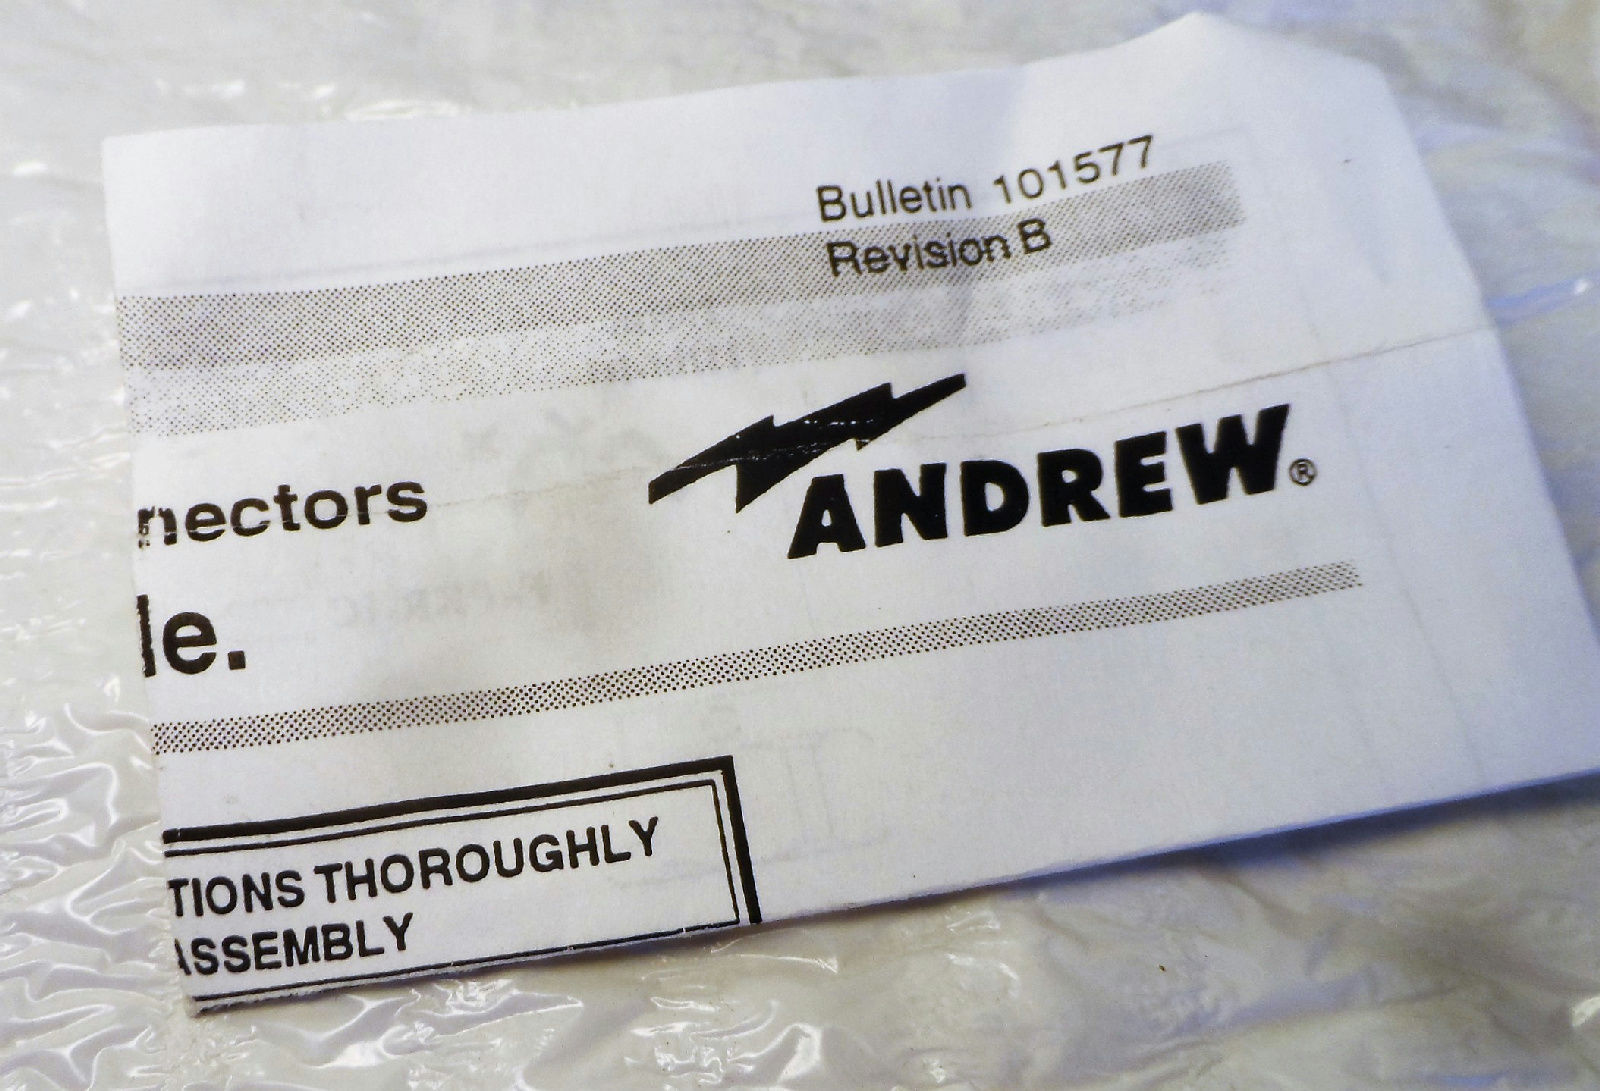 Bulletin 101577
Revision B
nectors
ANDREW®
le.
TIONS THOROUGHLY
ASSEMBLY